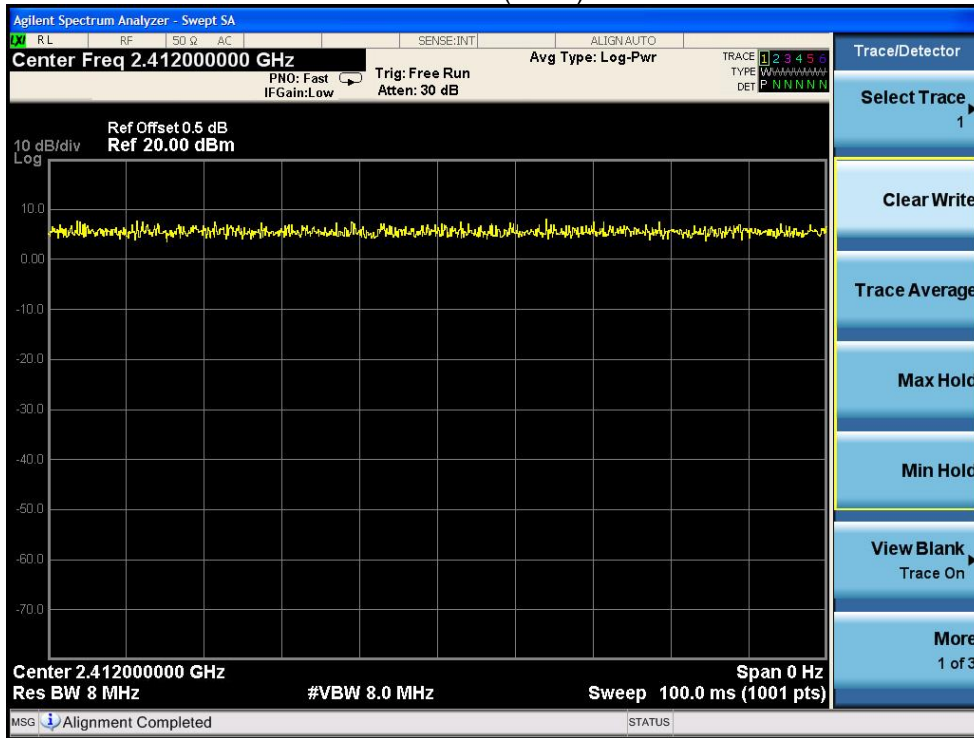 Agilent Spectrum Analyzer - Swept SA
LXI RL RF 50 Ω AC SENSE:INT ALIGN AUTO
Center Freq 2.412000000 GHz
PNO: Fast
IFGain:Low
Trig: Free Run
Atten: 30 dB
Avg Type: Log-Pwr
TRACE 1 2 3 4 5 6
TYPE WWWWWW
DET P N N N N N
Ref Offset 0.5 dB
10 dB/div Ref 20.00 dBm
Log
10.0
0.00
-10.0
-20.0
-30.0
-40.0
-50.0
-60.0
-70.0
Center 2.412000000 GHz Span 0 Hz
Res BW 8 MHz #VBW 8.0 MHz Sweep 100.0 ms (1001 pts)
MSG Alignment Completed STATUS
Trace/Detector
Select Trace
1
Clear Write
Trace Average
Max Hold
Min Hold
View Blank
Trace On
More
1 of 3